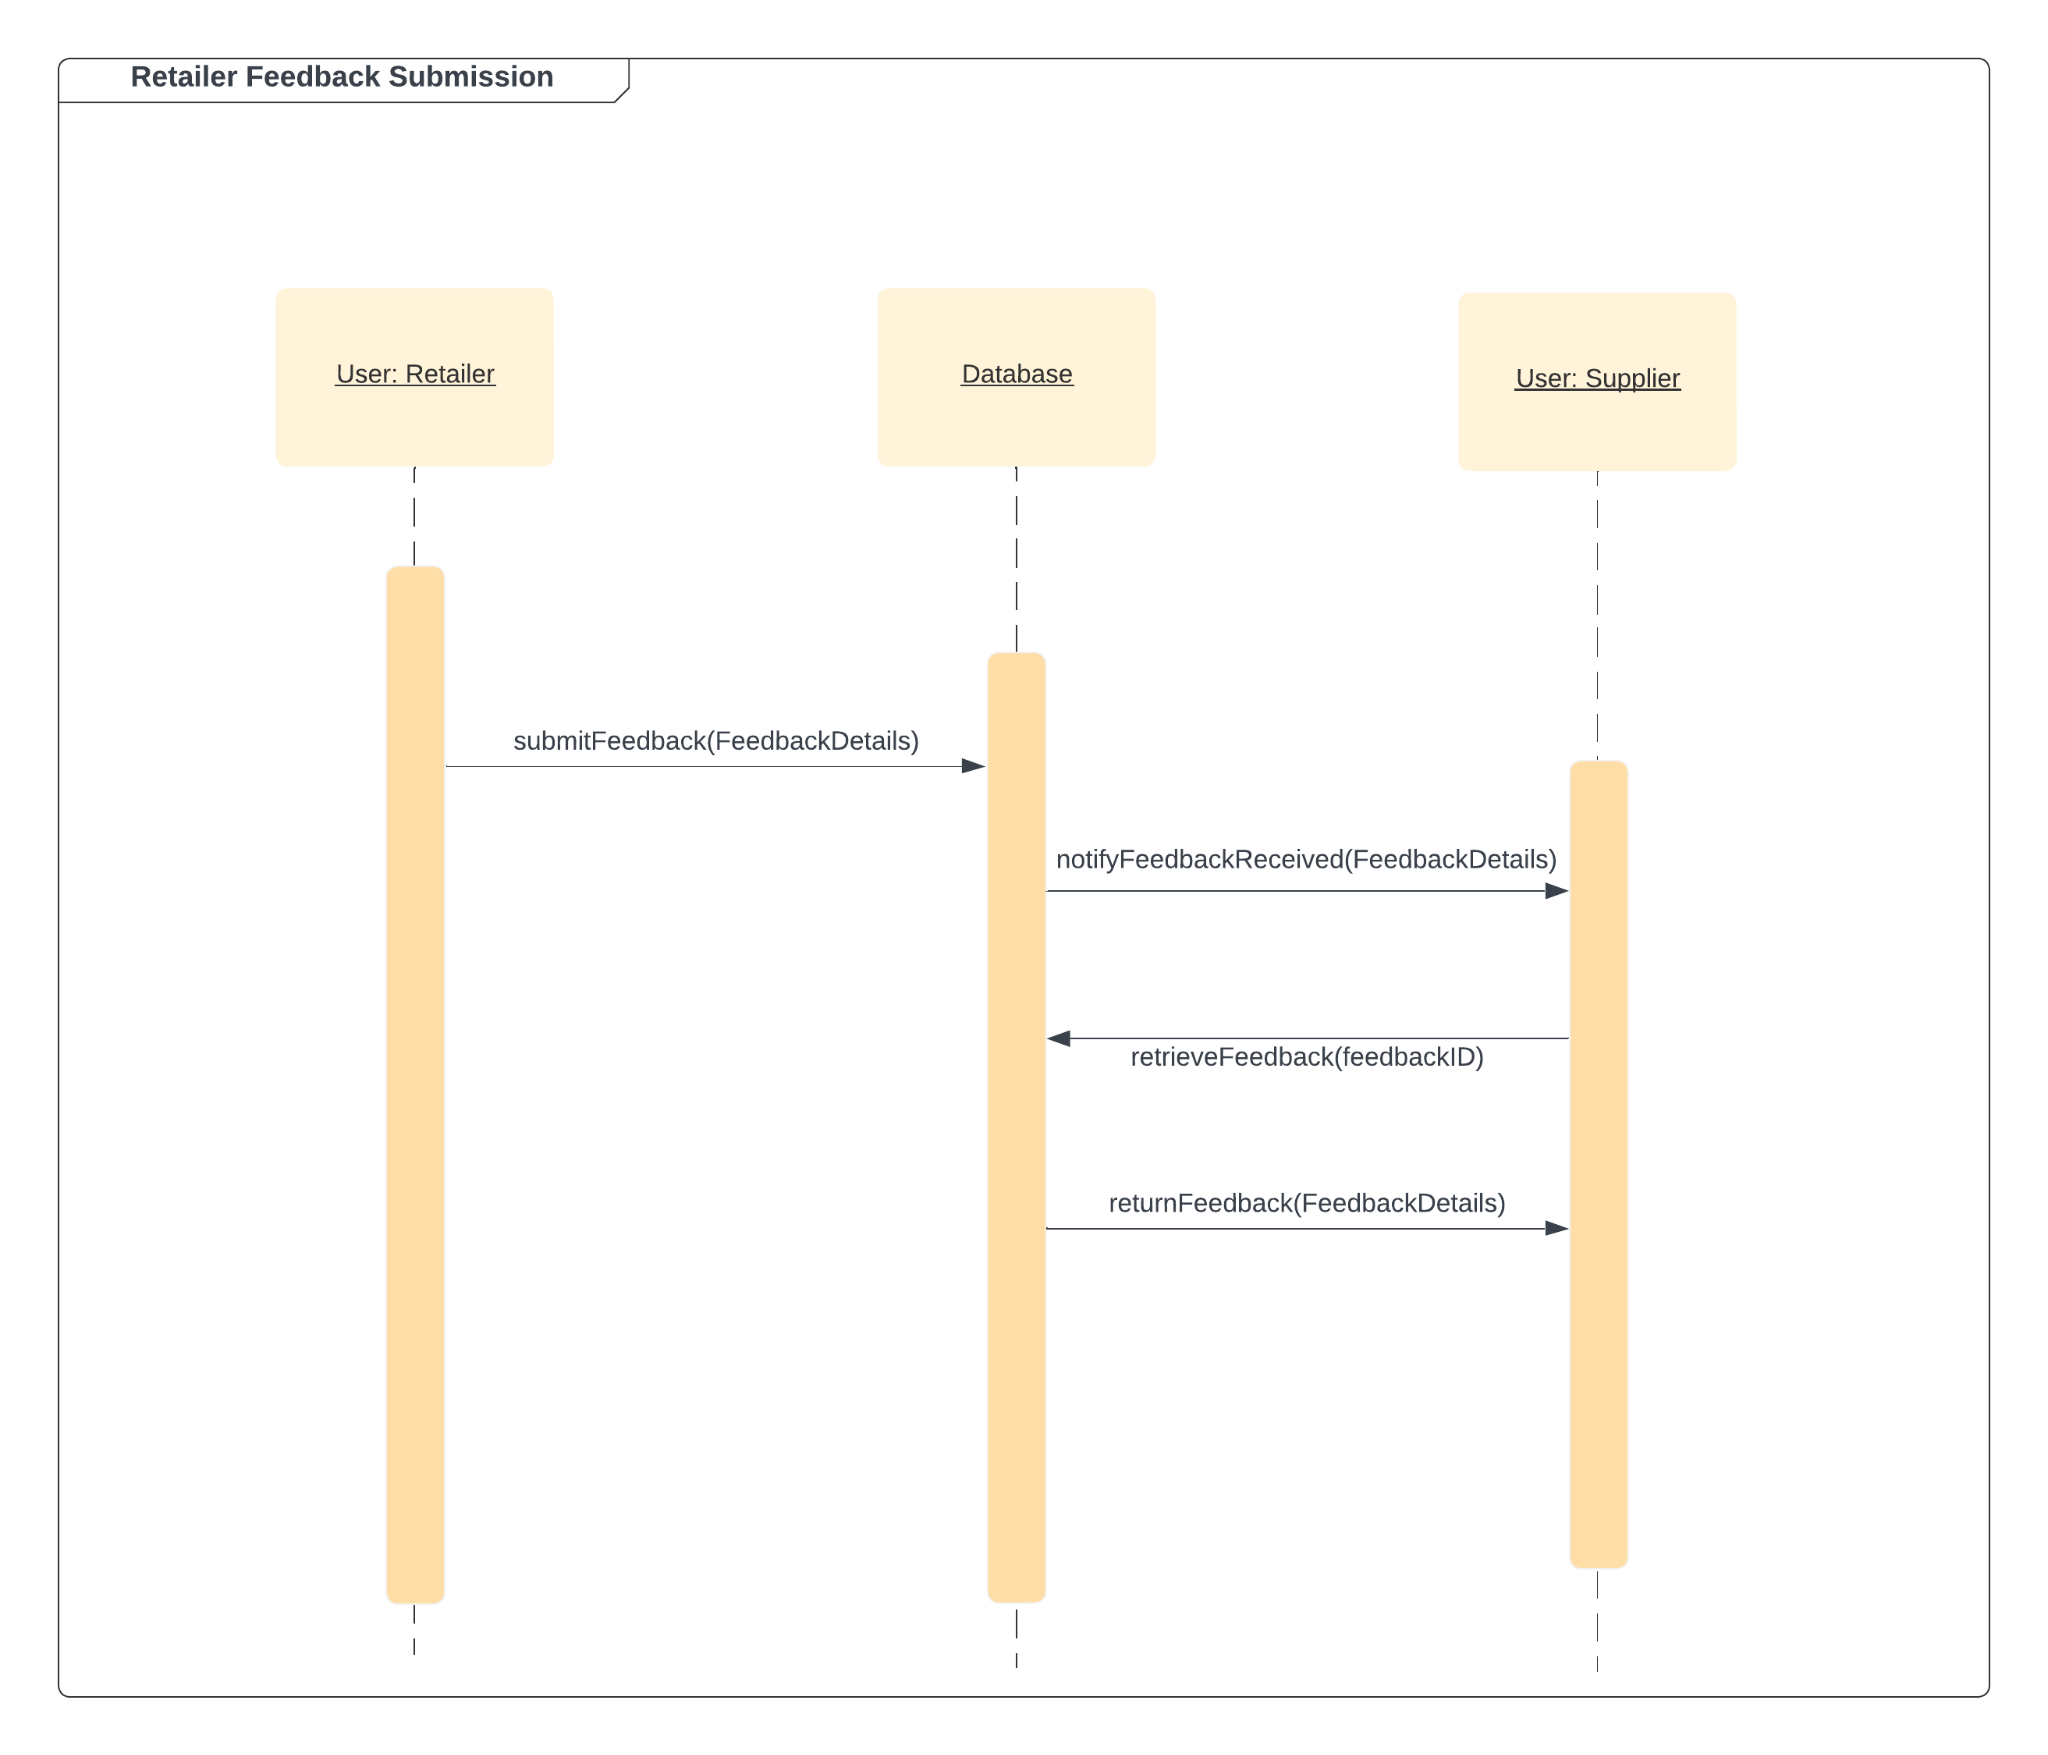 Retailer Feedback Submission
User: Retailer
Database
User: Supplier
submitFeedback(FeedbackDetails)
notifyFeedbackReceived(FeedbackDetails)
retrieveFeedback(feedbackID)
returnFeedback(FeedbackDetails)